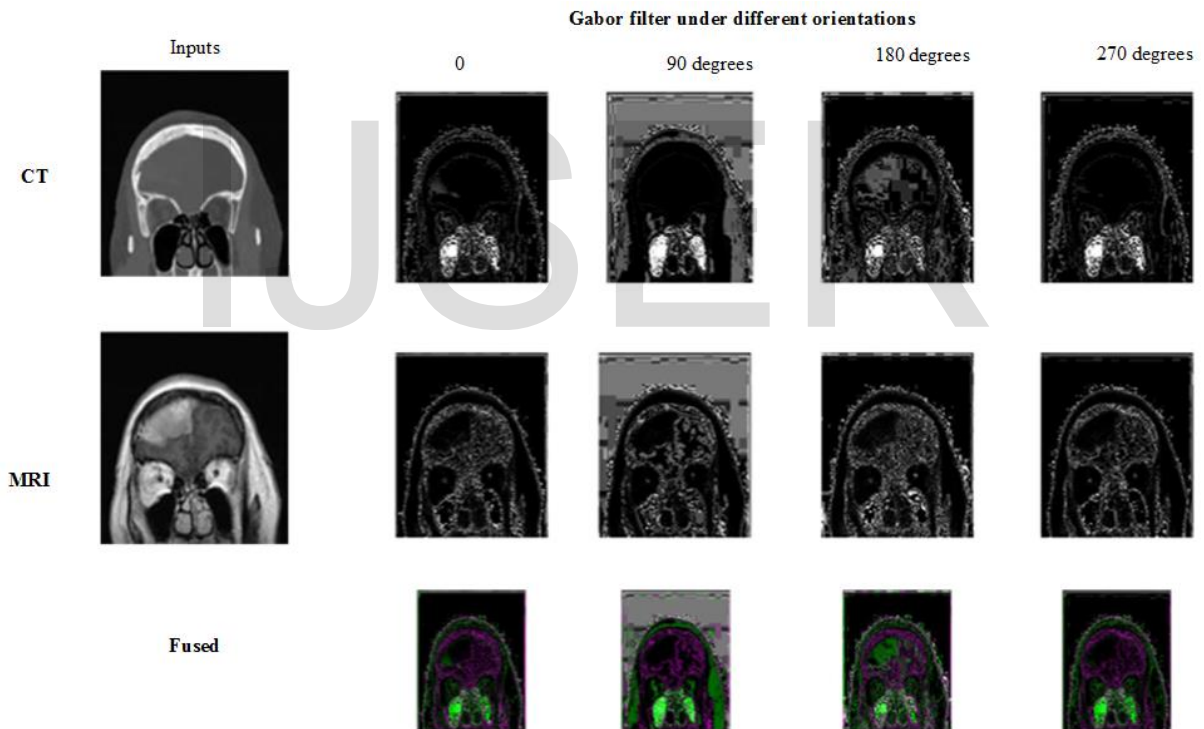 Gabor filter under different orientations
Inputs
0
90 degrees
180 degrees
270 degrees
CT
IJSER
MRI
Fused